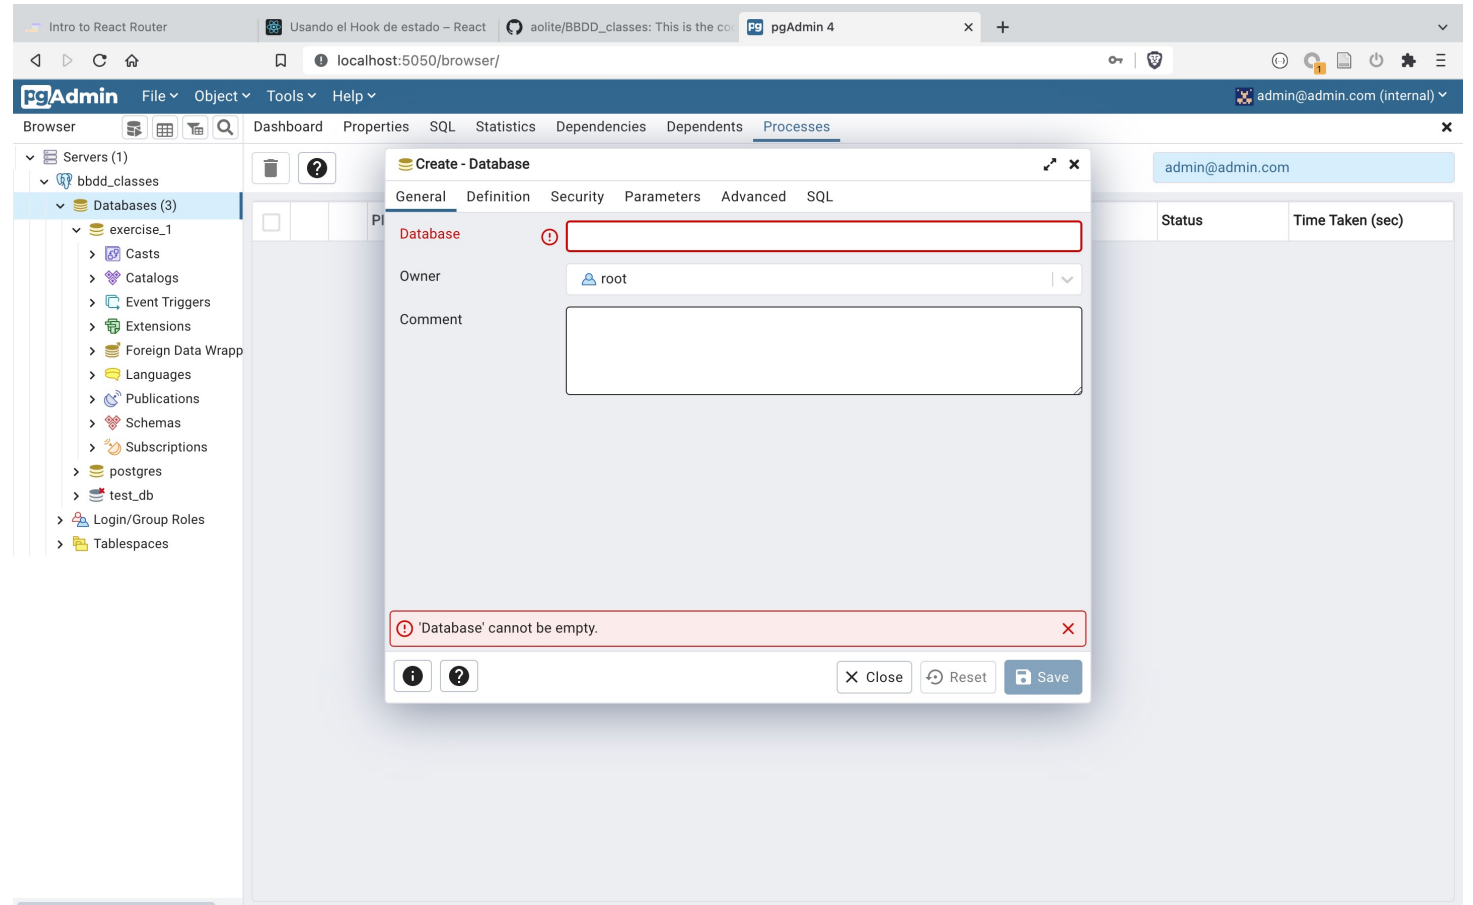 Intro to React Router
Usando el Hook de estado – React
aolite/BBDD_classes: This is the co
pgAdmin 4
localhost:5050/browser/
1
pgAdmin File Object Tools Help
admin@admin.com (internal)
Browser
Dashboard Properties SQL Statistics Dependencies Dependents Processes
Servers (1)
bbdd_classes
Databases (3)
exercise_1
Casts
Catalogs
Event Triggers
Extensions
Foreign Data Wrapp
Languages
Publications
Schemas
Subscriptions
postgres
test_db
Login/Group Roles
Tablespaces
admin@admin.com
Pl
Status
Time Taken (sec)
Create - Database
General Definition Security Parameters Advanced SQL
Database
Owner
root
Comment
'Database' cannot be empty.
Close
Reset
Save